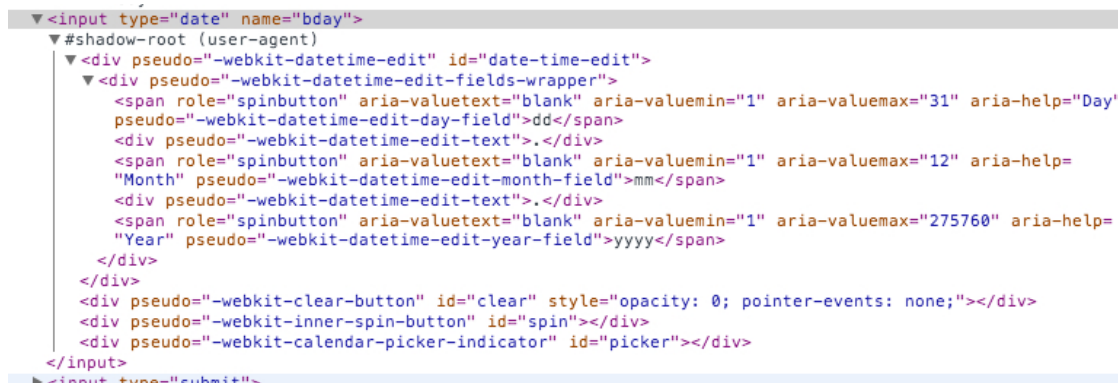 ▼<input type="date" name="bday">
▼#shadow-root (user-agent)
▼<div pseudo="-webkit-datetime-edit" id="date-time-edit">
▼<div pseudo="-webkit-datetime-edit-fields-wrapper">
<span role="spinbutton" aria-valuetext="blank" aria-valuemin="1" aria-valuemax="31" aria-help="Day"
pseudo="-webkit-datetime-edit-day-field">dd</span>
<div pseudo="-webkit-datetime-edit-text">.</div>
<span role="spinbutton" aria-valuetext="blank" aria-valuemin="1" aria-valuemax="12" aria-help=
"Month" pseudo="-webkit-datetime-edit-month-field">mm</span>
<div pseudo="-webkit-datetime-edit-text">.</div>
<span role="spinbutton" aria-valuetext="blank" aria-valuemin="1" aria-valuemax="275760" aria-help=
"Year" pseudo="-webkit-datetime-edit-year-field">yyyy</span>
</div>
</div>
<div pseudo="-webkit-clear-button" id="clear" style="opacity: 0; pointer-events: none;"></div>
<div pseudo="-webkit-inner-spin-button" id="spin"></div>
<div pseudo="-webkit-calendar-picker-indicator" id="picker"></div>
</input>
▶<input type="submit">